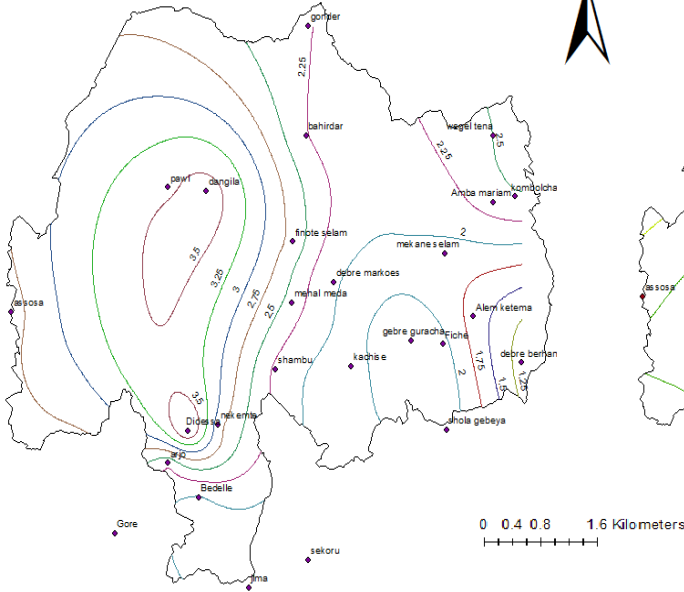 gonder
2.25
bahirdar
wegel tena
2.5
2.25
pawi
dangila
Amba mariam
kombolcha
finote selam
2
mekane selam
3.5
3.25
3
2.75
2.5
debre markoes
assosa
mehal meda
Alem ketema
assosa
gebre guracha
Fiche
shambu
kachise
1.75
debre berhan
2
1.5
1.25
3.5
Didessa
nekemte
shola gebeya
arjo
Bedelle
Gore
0 0.4 0.8 1.6 Kilometers
sekoru
jima